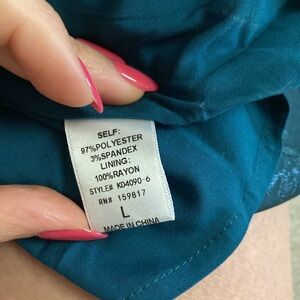 SELF:
97%POLYESTER
3%SPANDEX
LINING:
100%RAYON
STYLE# KD4090-6
RN# 159817
L
MADE IN CHINA